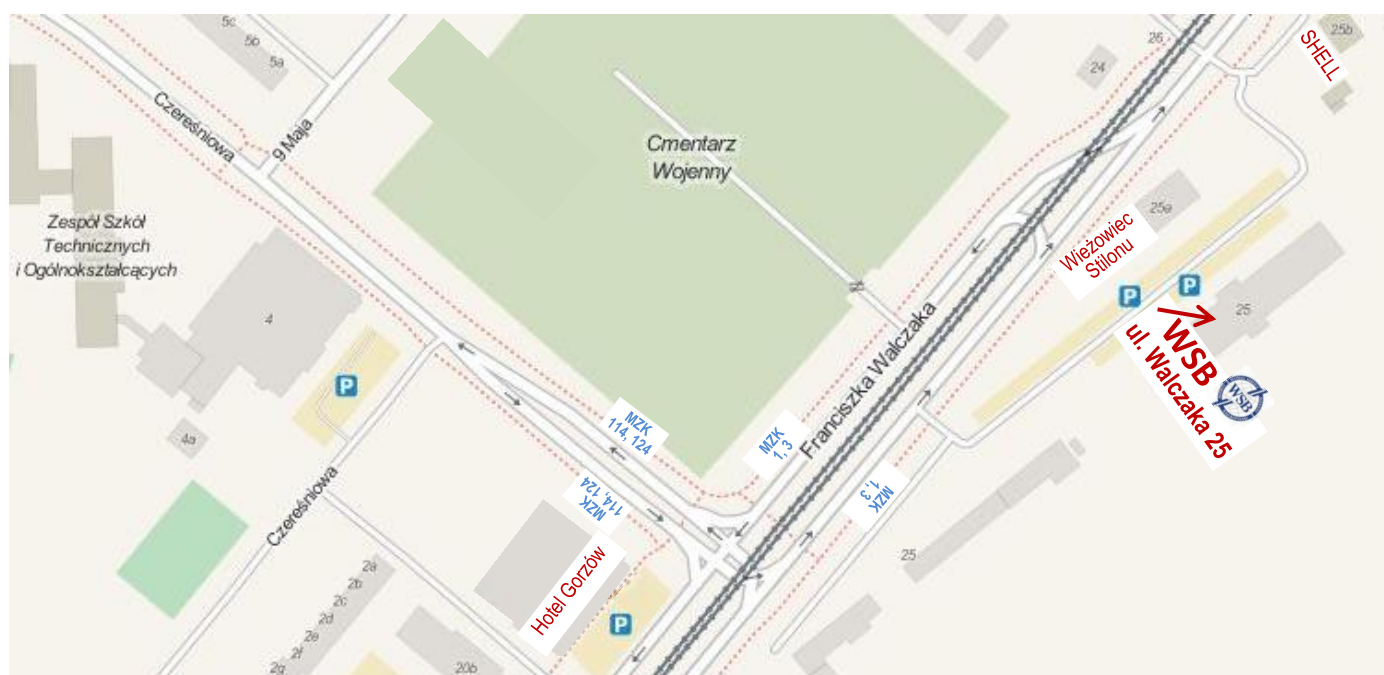 5c
5b
5a
26
25b
SHELL
24
Czereśniowa
9 Maja
Cmentarz
Wojenny
Zespół Szkół
Technicznych
i Ogólnokształcących
25a
Wieżowiec
Stilonu
P
P
25
WSB
ul. Walczaka 25
WSB
4
P
4a
Franciszka Walczaka
MZK
114, 124
MZK
1, 3
MZK
114, 124
MZK
1, 3
Czereśniowa
Hotel Gorzów
25
P
2a
2b
2c
2d
2e
2f
2g
20b